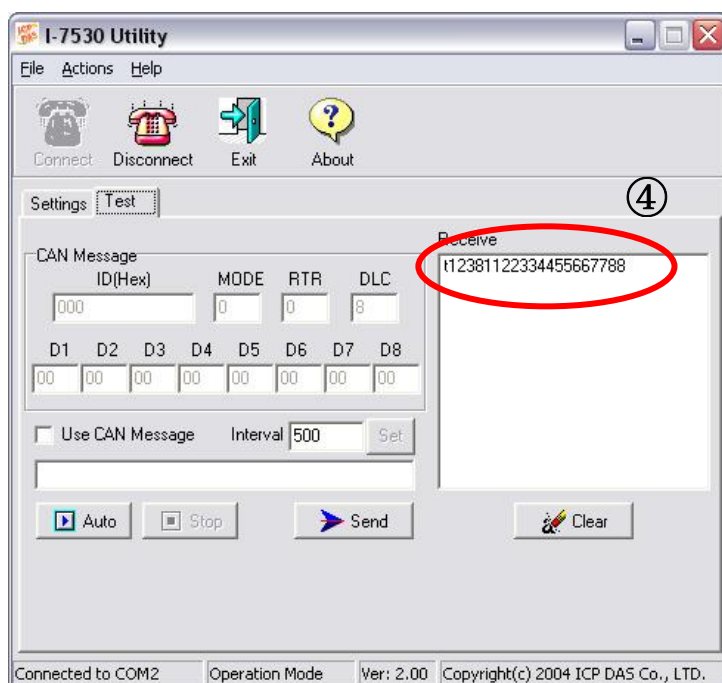 I-7530 Utility
File Actions Help
Connect Disconnect Exit About
Settings Test
④
CAN Message
ID(Hex) MODE RTR DLC
000 0 0 8
D1 D2 D3 D4 D5 D6 D7 D8
00 00 00 00 00 00 00 00
Use CAN Message Interval 500 Set
Auto Stop Send
Receive
t12381122334455667788
Clear
Connected to COM2 Operation Mode Ver: 2.00 Copyright(c) 2004 ICP DAS Co., LTD.